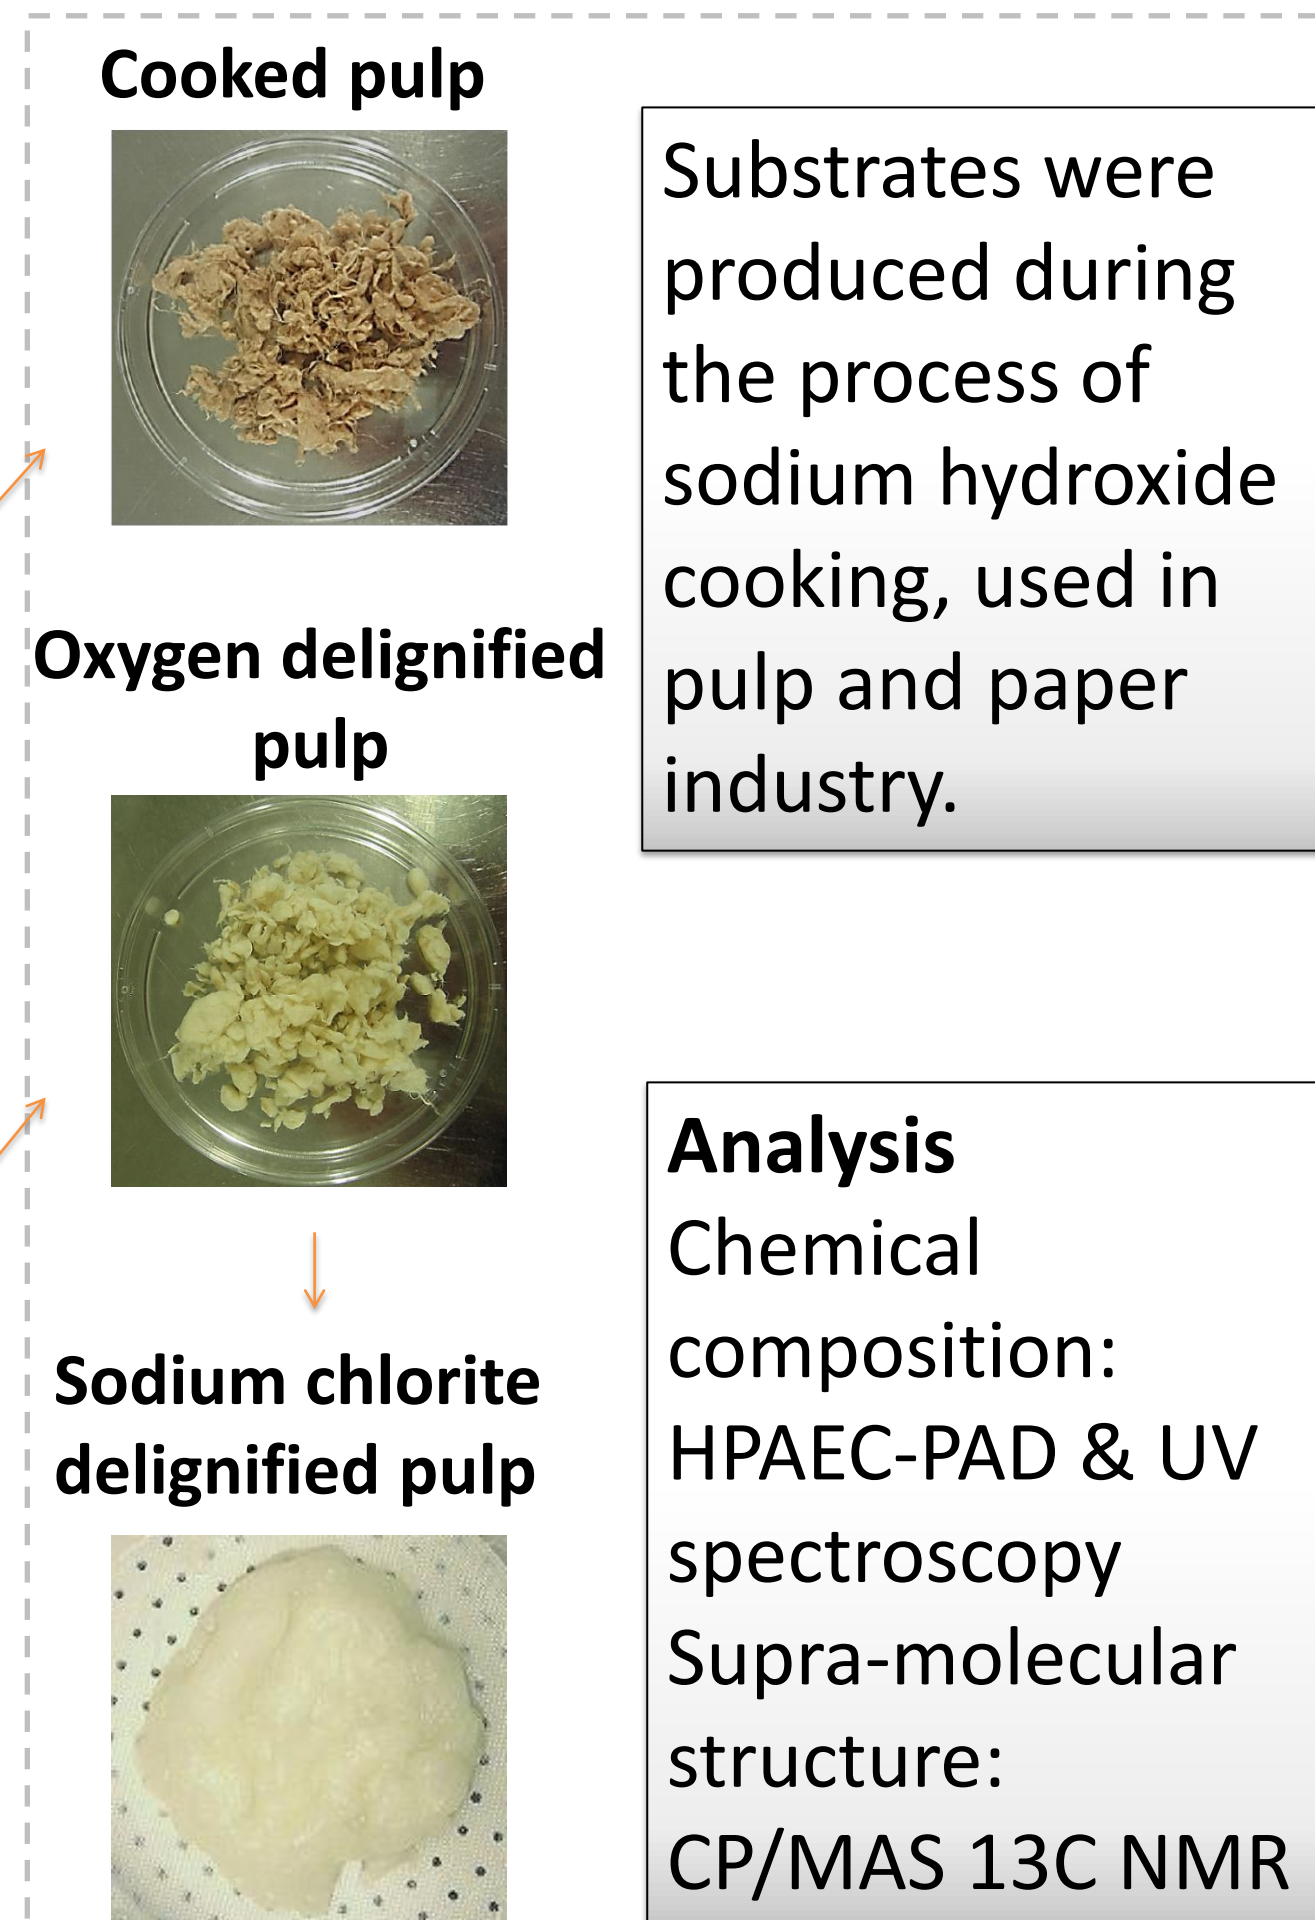 Cooked pulp
Substrates were
produced during
the process of
sodium hydroxide
cooking, used in
pulp and paper
industry.
Oxygen delignified
pulp
Sodium chlorite
delignified pulp
Analysis
Chemical
composition:
HPAEC-PAD & UV
spectroscopy
Supra-molecular
structure:
CP/MAS 13C NMR